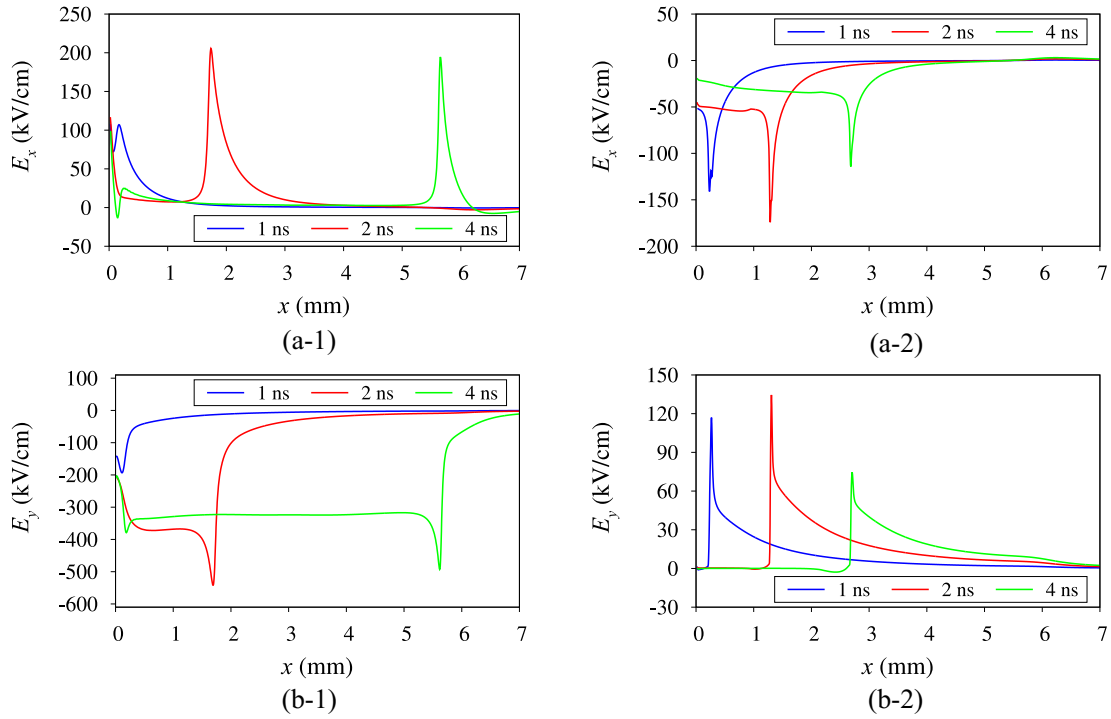 250
200
150
100
50
0
-50
E_x (kV/cm)
1 ns 2 ns 4 ns
0 1 2 3 4 5 6 7
x (mm)
(a-1)
50
0
-50
-100
-150
-200
E_x (kV/cm)
1 ns 2 ns 4 ns
0 1 2 3 4 5 6 7
x (mm)
(a-2)
100
0
-100
-200
-300
-400
-500
-600
E_y (kV/cm)
1 ns 2 ns 4 ns
0 1 2 3 4 5 6 7
x (mm)
(b-1)
150
120
90
60
30
0
-30
E_y (kV/cm)
1 ns 2 ns 4 ns
0 1 2 3 4 5 6 7
x (mm)
(b-2)